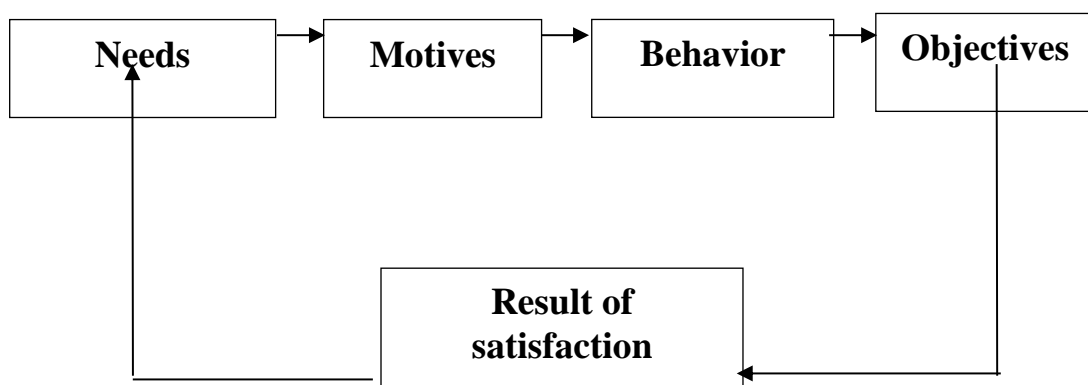 Needs
Motives
Behavior
Objectives
Result of
satisfaction